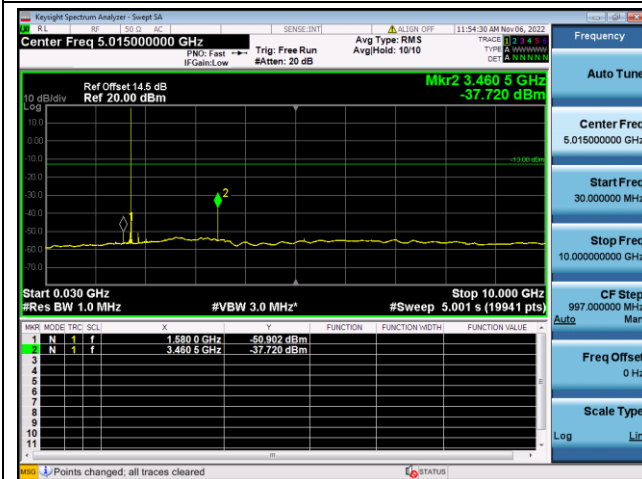 Keysight Spectrum Analyzer - Swept SA
RL RF 50 Ω AC SENSE:INT ALIGN OFF 11:54:30 AM Nov 06, 2022
Center Freq 5.015000000 GHz
PNO: Fast
IFGain:Low
Trig: Free Run
#Atten: 20 dB
Avg Type: RMS
Avg|Hold: 10/10
TRACE 1 2 3 4 5 6
TYPE A WWWWW
DET A N N N N N
Ref Offset 14.5 dB
Ref 20.00 dBm
10 dB/div
Log
Mkr2 3.460 5 GHz
-37.720 dBm
10.0
0.00
-10.0
-20.0
-30.0
-40.0
-50.0
-60.0
-70.0
-13.00 dBm
1
2
Start 0.030 GHz
Stop 10.000 GHz
#Res BW 1.0 MHz
#VBW 3.0 MHz*
#Sweep 5.001 s (19941 pts)
MKR MODE TRC SCL X Y FUNCTION FUNCTION WIDTH FUNCTION VALUE
1 N 1 f 1.580 0 GHz -50.902 dBm
2 N 1 f 3.460 5 GHz -37.720 dBm
3
4
5
6
7
8
9
10
11
MSG Points changed; all traces cleared
STATUS
Frequency
Auto Tune
Center Freq
5.015000000 GHz
Start Freq
30.000000 MHz
Stop Freq
10.000000000 GHz
CF Step
997.000000 MHz
Auto Man
Freq Offset
0 Hz
Scale Type
Log Lin